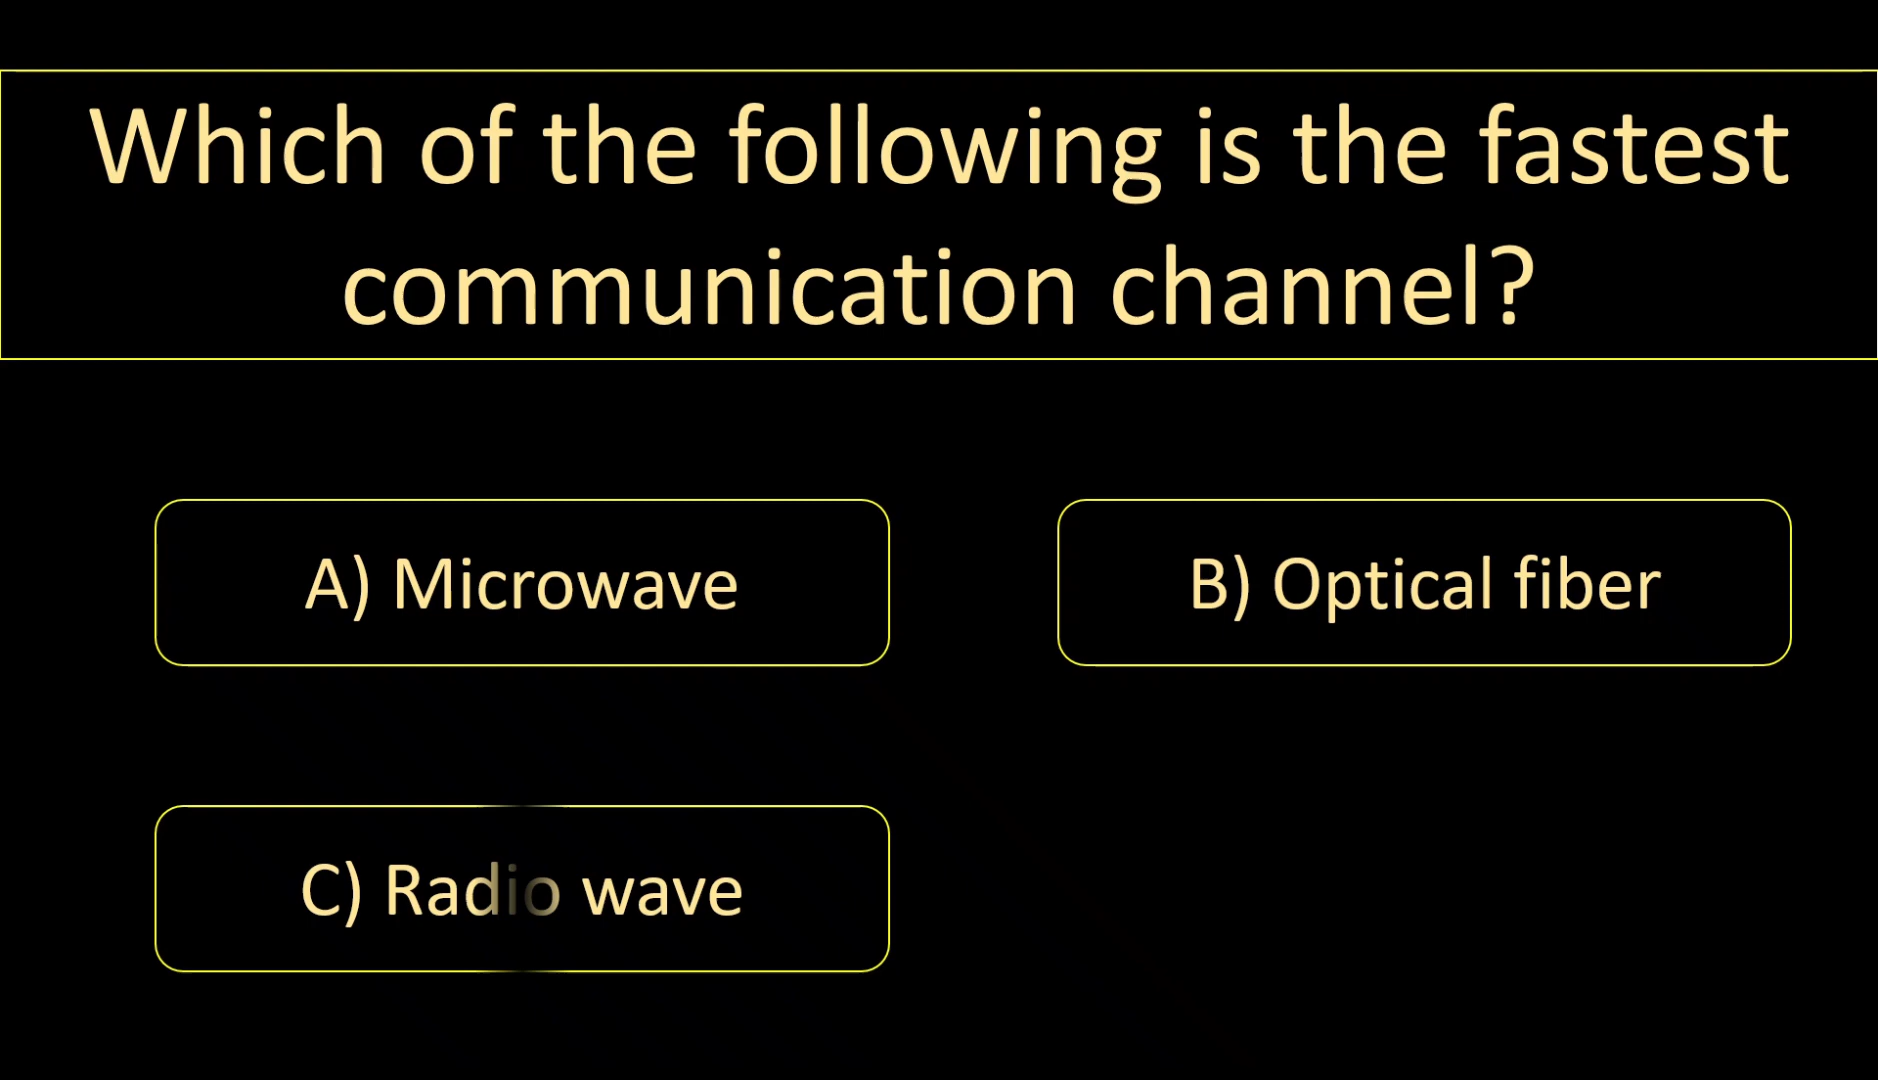 Which of the following is the fastest
communication channel?
A) Microwave
B) Optical fiber
C) Radio wave